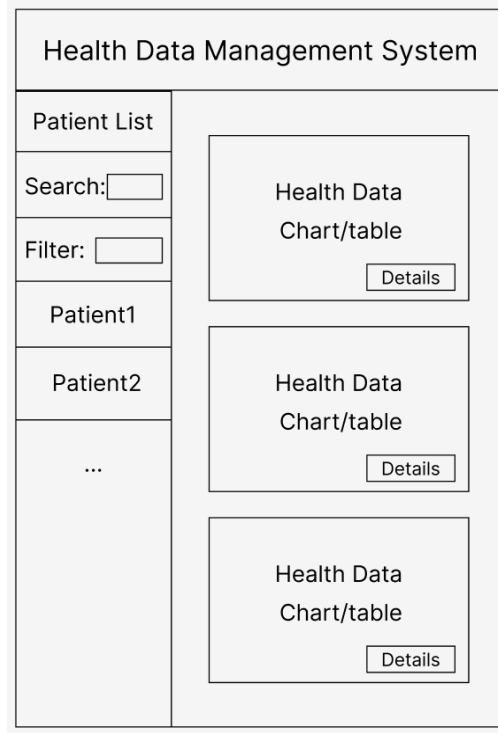 Health Data Management System
Patient List
Search:
Filter:
Patient1
Patient2
...
Health Data
Chart/table
Details
Health Data
Chart/table
Details
Health Data
Chart/table
Details